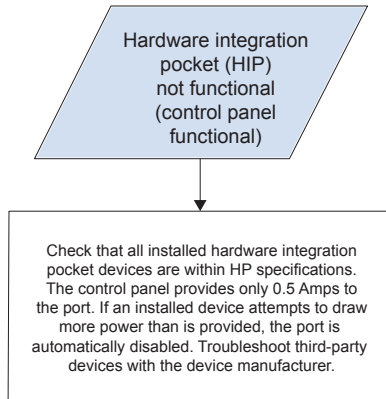 Hardware integration
pocket (HIP)
not functional
(control panel
functional)
Check that all installed hardware integration
pocket devices are within HP specifications.
The control panel provides only 0.5 Amps to
the port. If an installed device attempts to draw
more power than is provided, the port is
automatically disabled. Troubleshoot third-party
devices with the device manufacturer.